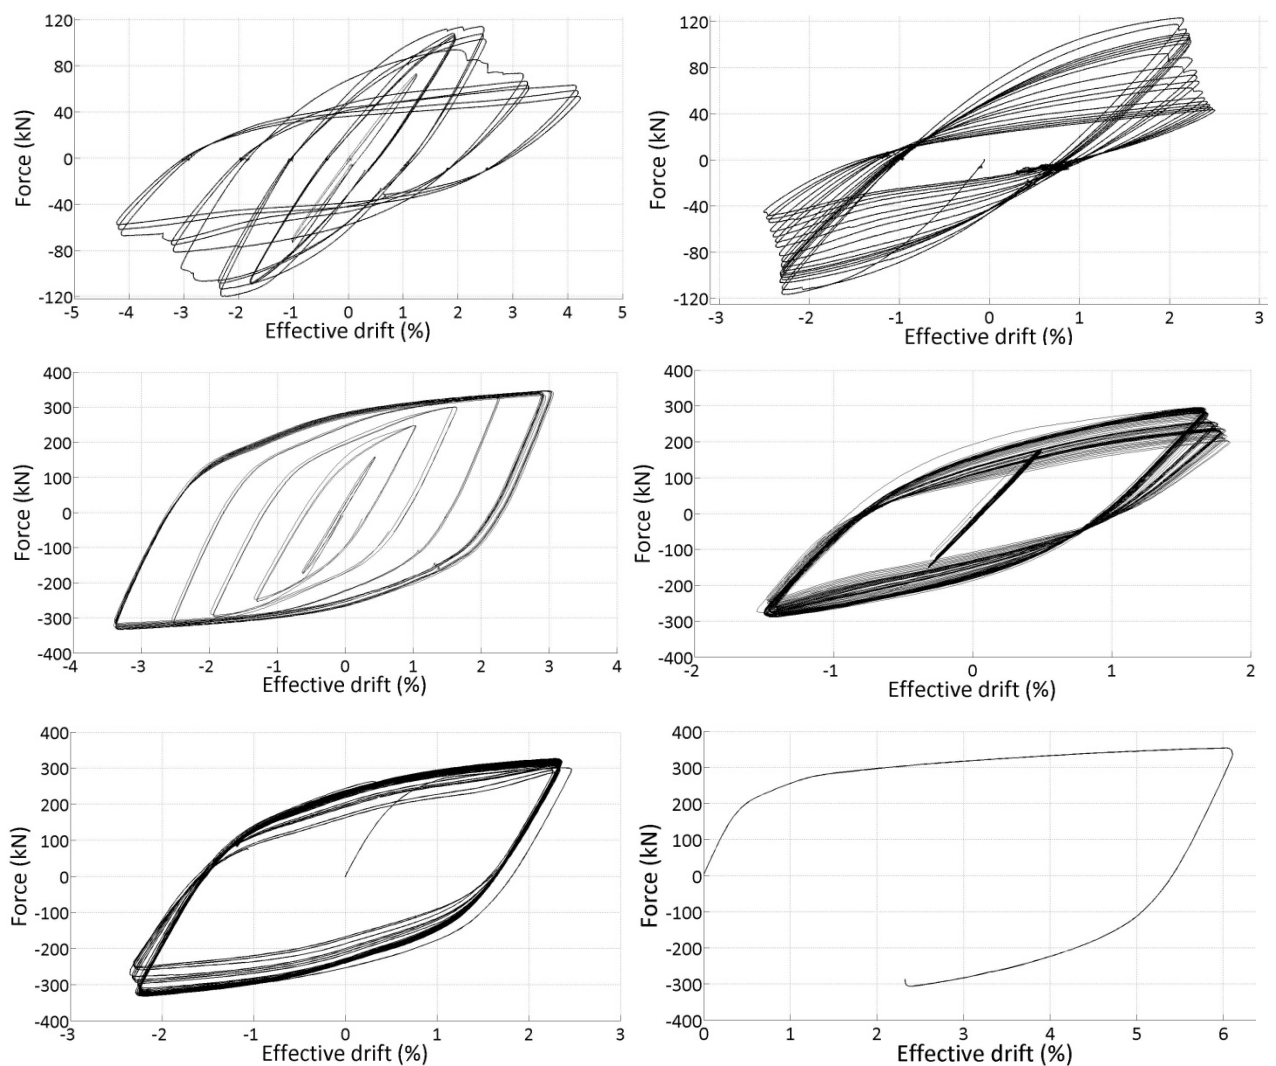 120
80
40
0
-40
-80
-120
Force (kN)
-5 -4 -3 -2 -1 0 1 2 3 4 5
Effective drift (%)
120
80
40
0
-40
-80
-120
Force (kN)
-3 -2 -1 0 1 2 3
Effective drift (%)
400
300
200
100
0
-100
-200
-300
-400
Force (kN)
-4 -3 -2 -1 0 1 2 3 4
Effective drift (%)
400
300
200
100
0
-100
-200
-300
-400
Force (kN)
-2 -1 0 1 2
Effective drift (%)
400
300
200
100
0
-100
-200
-300
-400
Force (kN)
-3 -2 -1 0 1 2 3
Effective drift (%)
400
300
200
100
0
-100
-200
-300
-400
Force (kN)
0 1 2 3 4 5 6
Effective drift (%)